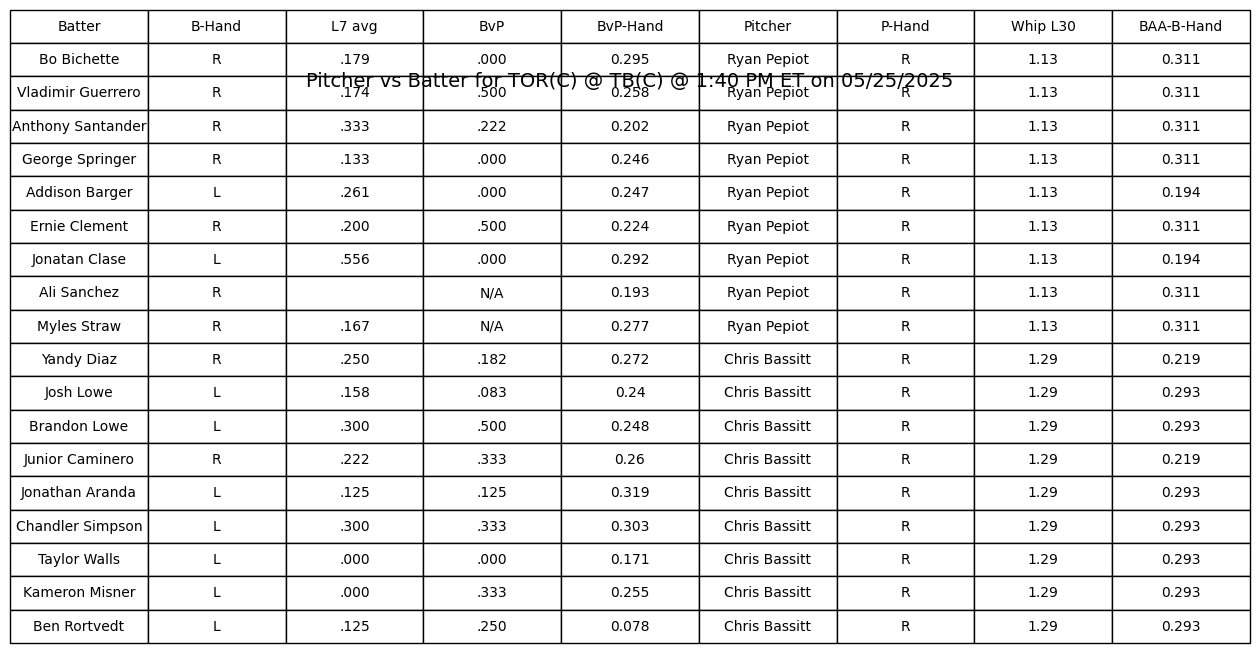 Batter B-Hand L7 avg BvP BvP-Hand Pitcher P-Hand Whip L30 BAA-B-Hand
Bo Bichette R .179 .000 0.295 Ryan Pepiot R 1.13 0.311
Pitcher vs Batter for TOR(C) @ TB(C) @ 1:40 PM ET on 05/25/2025
Vladimir Guerrero R .174 .500 0.258 Ryan Pepiot R 1.13 0.311
Anthony Santander R .333 .222 0.202 Ryan Pepiot R 1.13 0.311
George Springer R .133 .000 0.246 Ryan Pepiot R 1.13 0.311
Addison Barger L .261 .000 0.247 Ryan Pepiot R 1.13 0.194
Ernie Clement R .200 .500 0.224 Ryan Pepiot R 1.13 0.311
Jonatan Clase L .556 .000 0.292 Ryan Pepiot R 1.13 0.194
Ali Sanchez R N/A 0.193 Ryan Pepiot R 1.13 0.311
Myles Straw R .167 N/A 0.277 Ryan Pepiot R 1.13 0.311
Yandy Diaz R .250 .182 0.272 Chris Bassitt R 1.29 0.219
Josh Lowe L .158 .083 0.24 Chris Bassitt R 1.29 0.293
Brandon Lowe L .300 .500 0.248 Chris Bassitt R 1.29 0.293
Junior Caminero R .222 .333 0.26 Chris Bassitt R 1.29 0.219
Jonathan Aranda L .125 .125 0.319 Chris Bassitt R 1.29 0.293
Chandler Simpson L .300 .333 0.303 Chris Bassitt R 1.29 0.293
Taylor Walls L .000 .000 0.171 Chris Bassitt R 1.29 0.293
Kameron Misner L .000 .333 0.255 Chris Bassitt R 1.29 0.293
Ben Rortvedt L .125 .250 0.078 Chris Bassitt R 1.29 0.293